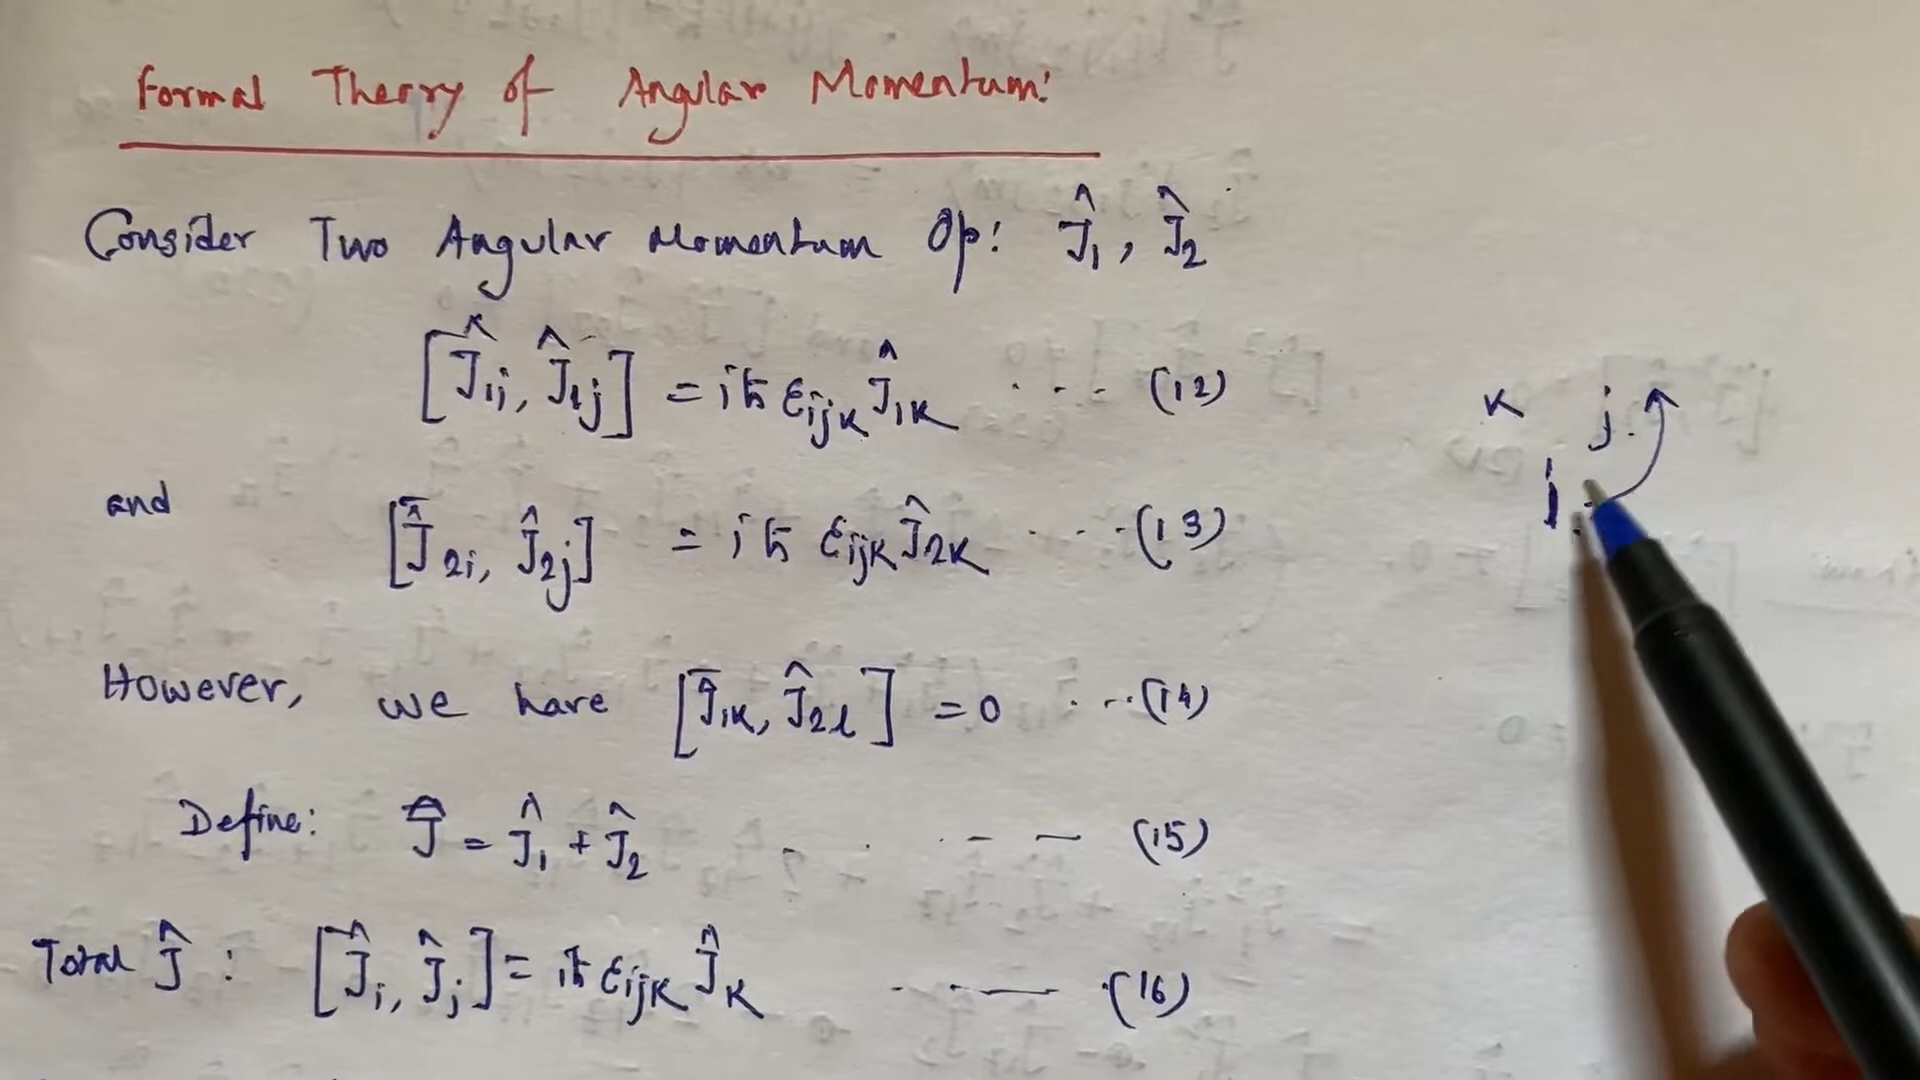 Formal Theory of Angular Momentum:
Consider Two Angular Momentum Op: Ĵ₁, Ĵ₂
[Ĵ₁ᵢ, Ĵ₁ⱼ] = iħ εᵢⱼₖ Ĵ₁ₖ ... (12)
k j
i
and [Ĵ₂ᵢ, Ĵ₂ⱼ] = iħ εᵢⱼₖ Ĵ₂ₖ ... (13)
However, we have [Ĵ₁ₖ, Ĵ₂ₗ] = 0 ... (14)
Define: Ĵ = Ĵ₁ + Ĵ₂ ... (15)
Total Ĵ : [Ĵᵢ, Ĵⱼ] = iħ εᵢⱼₖ Ĵₖ ... (16)